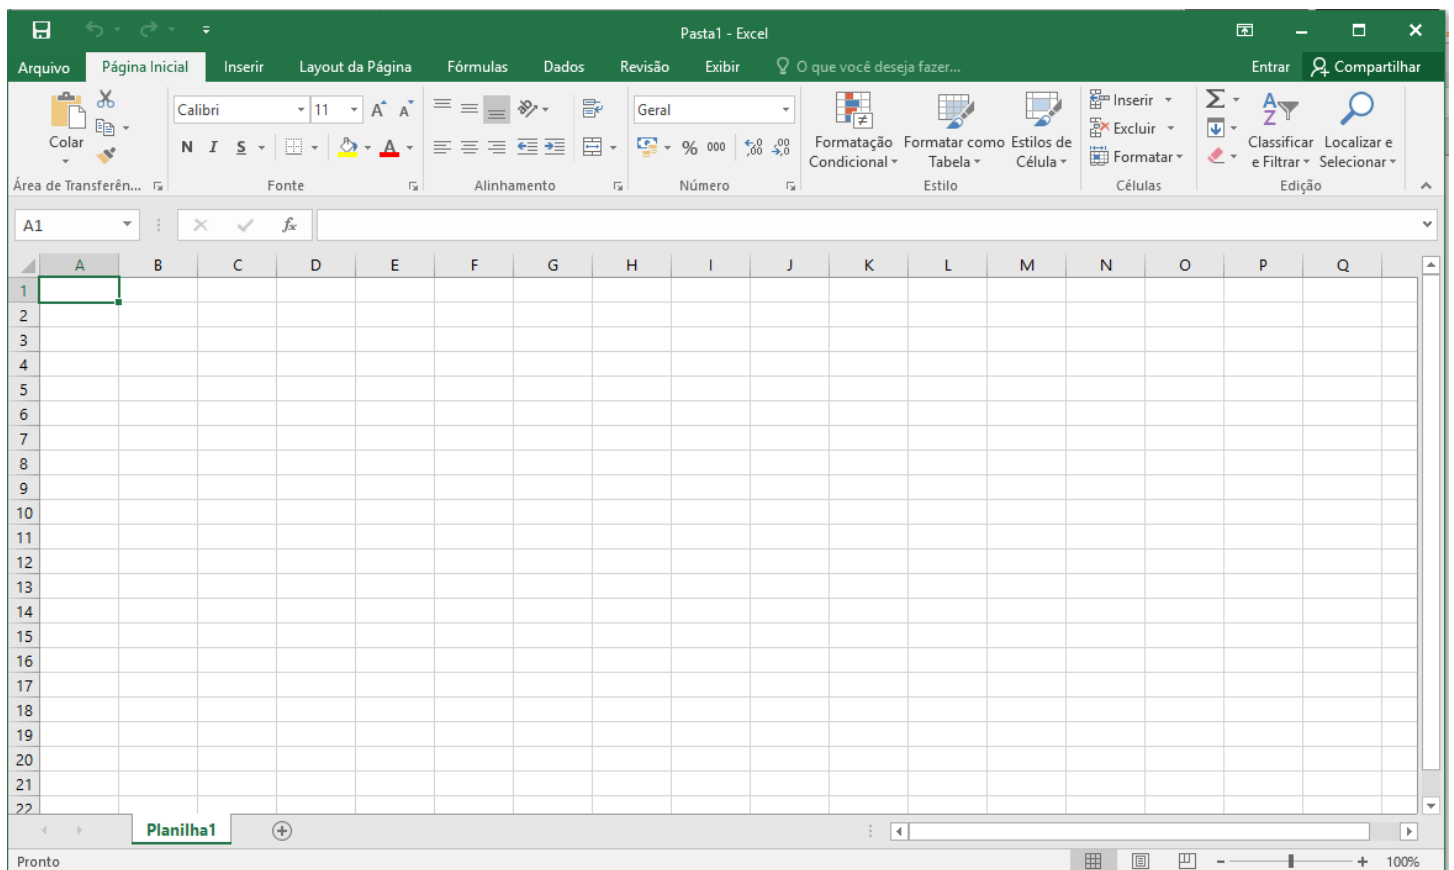 Pasta1 - Excel
Arquivo Página Inicial Inserir Layout da Página Fórmulas Dados Revisão Exibir O que você deseja fazer... Entrar Compartilhar
Colar
Calibri 11
N I S
A
Geral
% 000
Formatação Condicional
Formatar como Tabela
Estilos de Célula
Inserir
Excluir
Formatar
Classificar e Filtrar
Localizar e Selecionar
Área de Transferên... Fonte Alinhamento Número Estilo Células Edição
A1 fx
A B C D E F G H I J K L M N O P Q
1
2
3
4
5
6
7
8
9
10
11
12
13
14
15
16
17
18
19
20
21
22
Planilha1
Pronto 100%